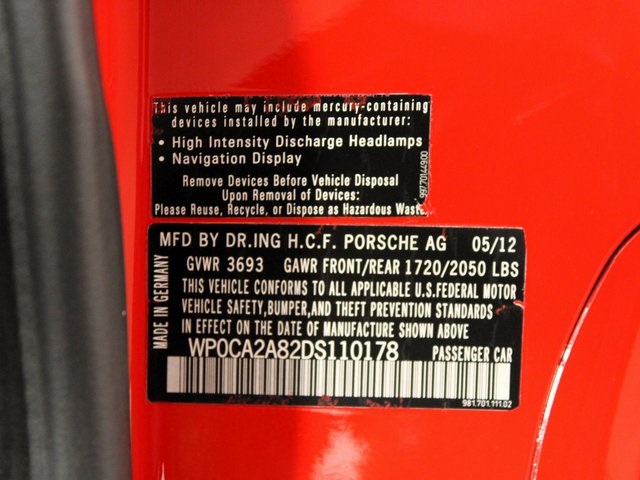 This vehicle may include mercury-containing
devices installed by the manufacturer:
• High Intensity Discharge Headlamps
• Navigation Display
Remove Devices Before Vehicle Disposal
Upon Removal of Devices:
Please Reuse, Recycle, or Dispose as Hazardous Waste.
99770144900
MFD BY DR.ING H.C.F. PORSCHE AG 05/12
GVWR 3693 GAWR FRONT/REAR 1720/2050 LBS
THIS VEHICLE CONFORMS TO ALL APPLICABLE U.S.FEDERAL MOTOR
VEHICLE SAFETY,BUMPER,AND THEFT PREVENTION STANDARDS
IN EFFECT ON THE DATE OF MANUFACTURE SHOWN ABOVE
WP0CA2A82DS110178 PASSENGER CAR
981.701.111.02
MADE IN GERMANY